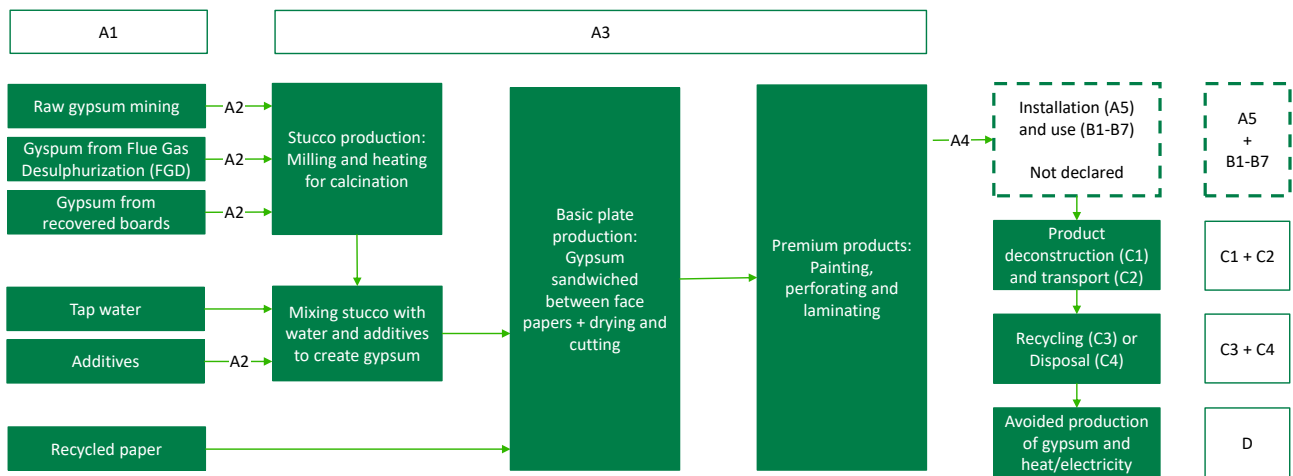 A1
A3
Raw gypsum mining
A2
Gyspum from Flue Gas
Desulphurization (FGD)
A2
Gypsum from
recovered boards
A2
Stucco production:
Milling and heating
for calcination
Tap water
Additives
A2
Mixing stucco with
water and additives
to create gypsum
Recycled paper
Basic plate
production:
Gypsum
sandwiched
between face
papers + drying and
cutting
Premium products:
Painting,
perforating and
laminating
A4
Installation (A5)
and use (B1-B7)
Not declared
A5
+
B1-B7
Product
deconstruction (C1)
and transport (C2)
C1 + C2
Recycling (C3) or
Disposal (C4)
C3 + C4
Avoided production
of gypsum and
heat/electricity
D